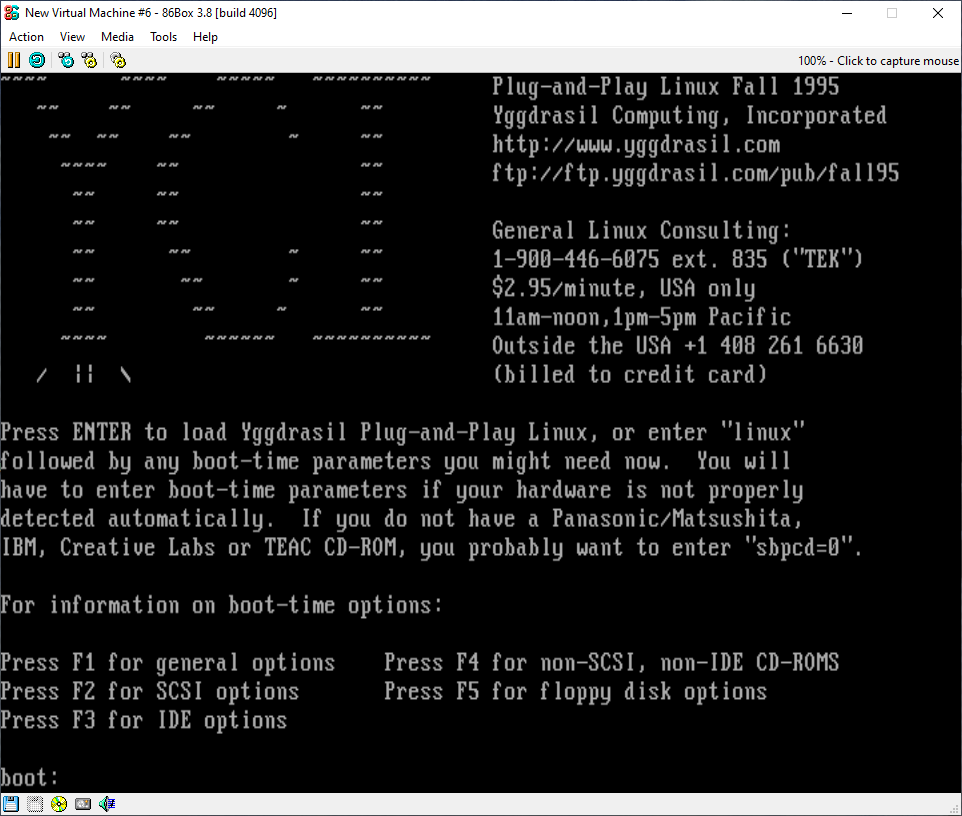 New Virtual Machine #6 - 86Box 3.8 [build 4096]
Action View Media Tools Help
100% - Click to capture mouse
~~~~      ~~~~    ~~~~~   ~~~~~~~~~~     Plug-and-Play Linux Fall 1995
   ~~    ~~     ~~     ~      ~~         Yggdrasil Computing, Incorporated
    ~~  ~~    ~~        ~     ~~         http://www.yggdrasil.com
     ~~~~    ~~               ~~         ftp://ftp.yggdrasil.com/pub/fall95
      ~~     ~~               ~~
      ~~     ~~               ~~         General Linux Consulting:
      ~~      ~~        ~     ~~         1-900-446-6075 ext. 835 ("TEK")
      ~~       ~~       ~     ~~         $2.95/minute, USA only
      ~~        ~~     ~      ~~         11am-noon,1pm-5pm Pacific
     ~~~~        ~~~~~~   ~~~~~~~~~~     Outside the USA +1 408 261 6630
   /  ||  \                              (billed to credit card)
Press ENTER to load Yggdrasil Plug-and-Play Linux, or enter "linux"
followed by any boot-time parameters you might need now.  You will
have to enter boot-time parameters if your hardware is not properly
detected automatically.  If you do not have a Panasonic/Matsushita,
IBM, Creative Labs or TEAC CD-ROM, you probably want to enter "sbpcd=0".
For information on boot-time options:
Press F1 for general options    Press F4 for non-SCSI, non-IDE CD-ROMS
Press F2 for SCSI options       Press F5 for floppy disk options
Press F3 for IDE options
boot: